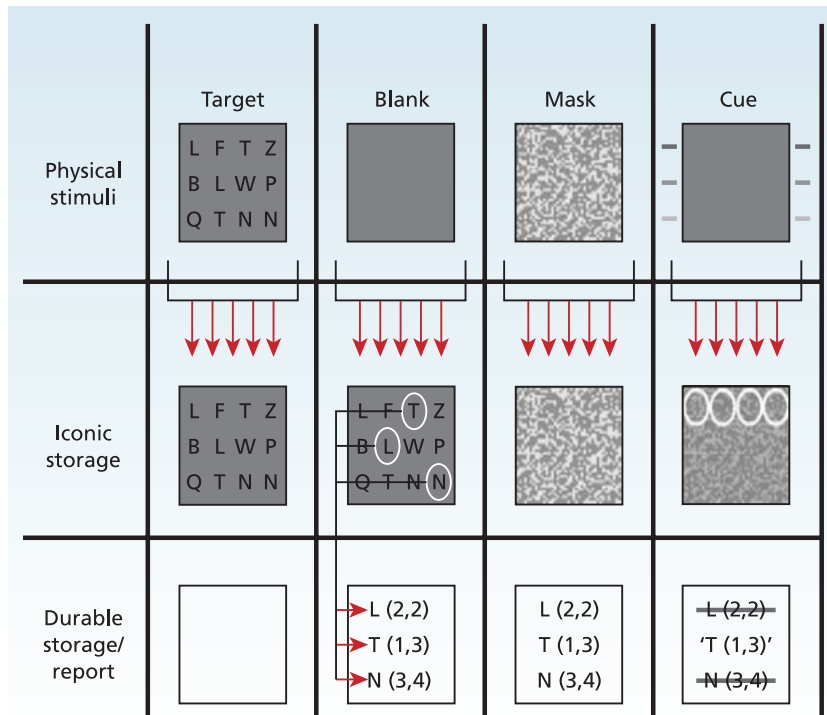 Target Blank Mask Cue
Physical
stimuli
L F T Z
B L W P
Q T N N
Iconic
storage
L F T Z
B L W P
Q T N N
L F T Z
B L W P
Q T N N
Durable
storage/
report
L (2,2)
T (1,3)
N (3,4)
L (2,2)
T (1,3)
N (3,4)
L (2,2)
'T (1,3)'
N (3,4)